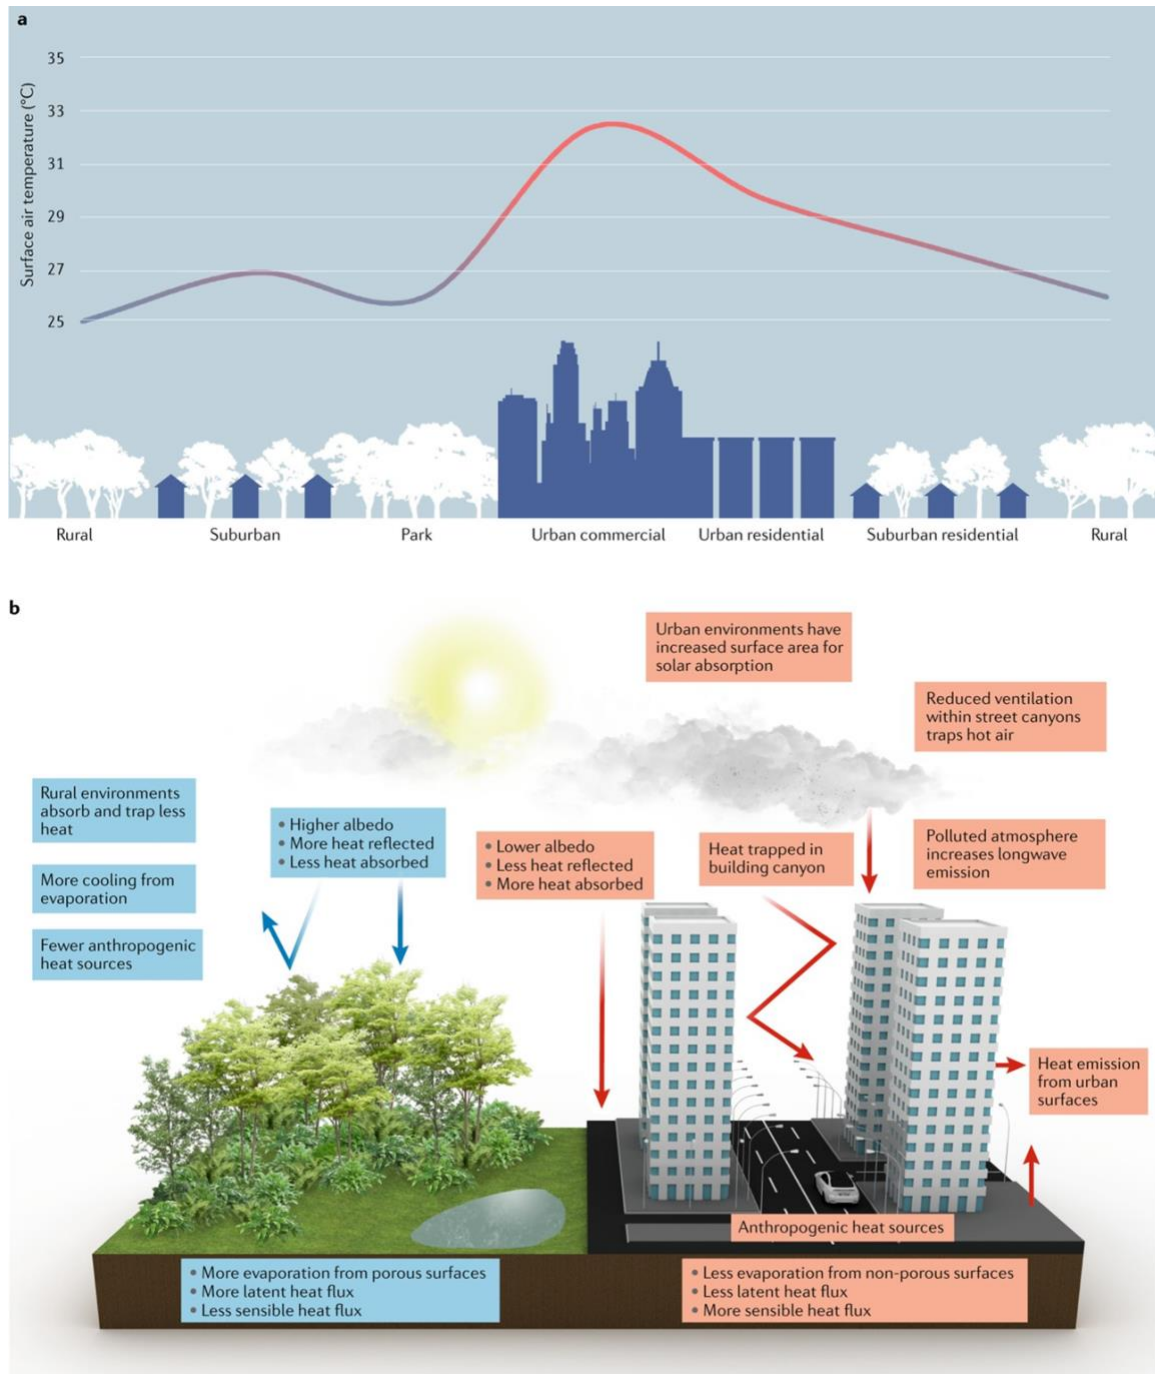 a
35
33
31
29
27
25
Surface air temperature (°C)
Rural
Suburban
Park
Urban commercial
Urban residential
Suburban residential
Rural
b
Urban environments have
increased surface area for
solar absorption
Reduced ventilation
within street canyons
traps hot air
Rural environments
absorb and trap less
heat
• Higher albedo
• More heat reflected
• Less heat absorbed
• Lower albedo
• Less heat reflected
• More heat absorbed
Heat trapped in
building canyon
Polluted atmosphere
increases longwave
emission
More cooling from
evaporation
Fewer anthropogenic
heat sources
Heat emission
from urban
surfaces
Anthropogenic heat sources
• More evaporation from porous surfaces
• More latent heat flux
• Less sensible heat flux
• Less evaporation from non-porous surfaces
• Less latent heat flux
• More sensible heat flux